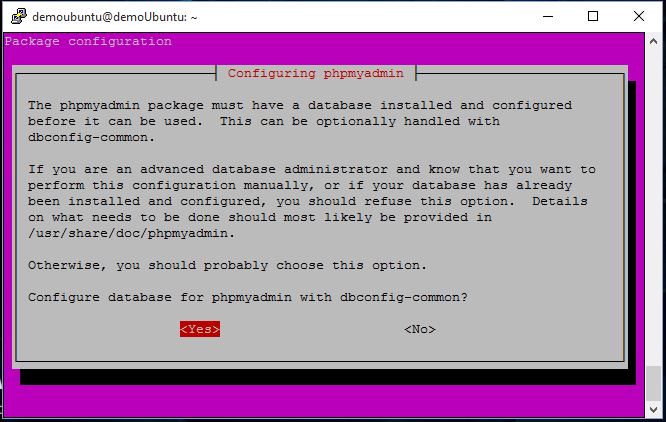 demoubuntu@demoUbuntu: ~
Package configuration
Configuring phpmyadmin
The phpmyadmin package must have a database installed and configured
before it can be used.  This can be optionally handled with
dbconfig-common.
If you are an advanced database administrator and know that you want to
perform this configuration manually, or if your database has already
been installed and configured, you should refuse this option.  Details
on what needs to be done should most likely be provided in
/usr/share/doc/phpmyadmin.
Otherwise, you should probably choose this option.
Configure database for phpmyadmin with dbconfig-common?
<Yes> <No>